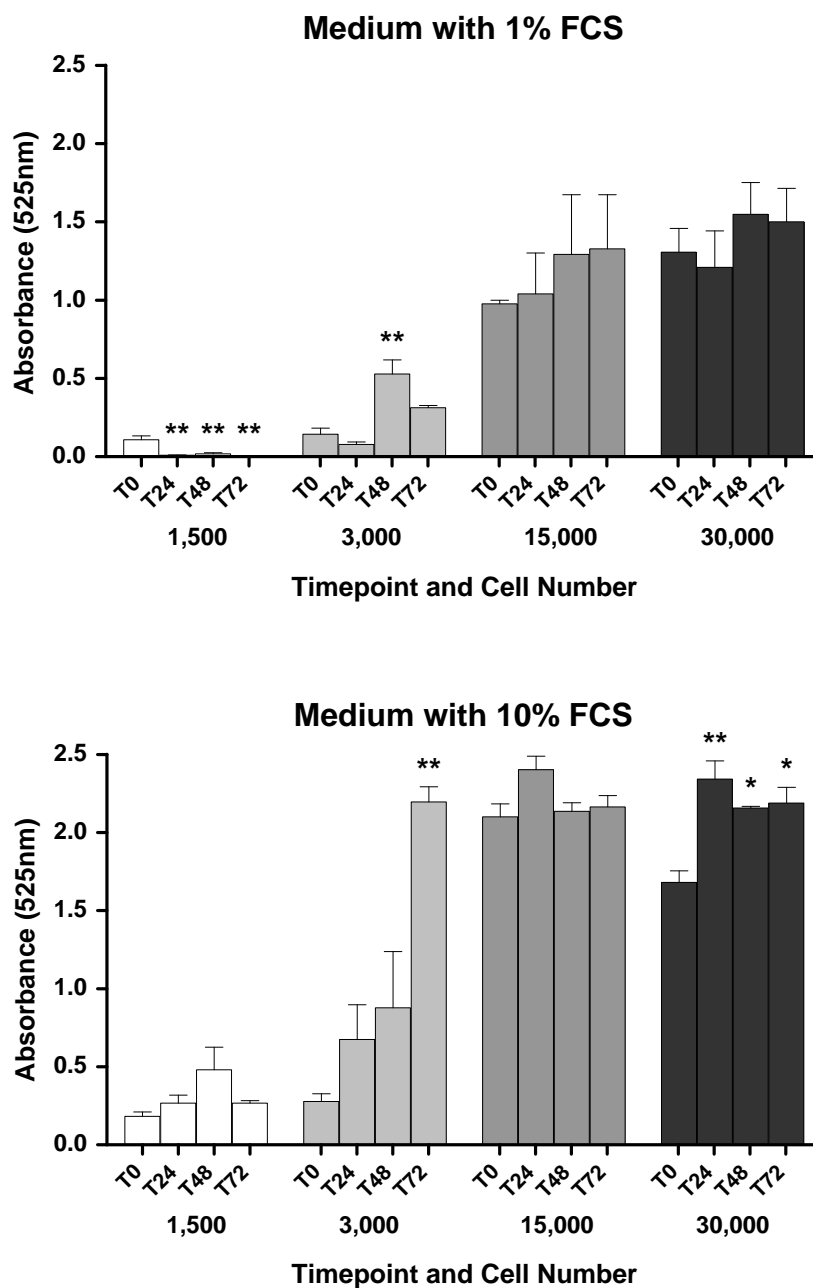 Medium with 1% FCS
Absorbance (525nm)
2.5
2.0
1.5
1.0
0.5
0.0
** ** **
**
T0 T24 T48 T72 T0 T24 T48 T72 T0 T24 T48 T72 T0 T24 T48 T72
1,500 3,000 15,000 30,000
Timepoint and Cell Number
Medium with 10% FCS
Absorbance (525nm)
2.5
2.0
1.5
1.0
0.5
0.0
**
**
*
*
T0 T24 T48 T72 T0 T24 T48 T72 T0 T24 T48 T72 T0 T24 T48 T72
1,500 3,000 15,000 30,000
Timepoint and Cell Number